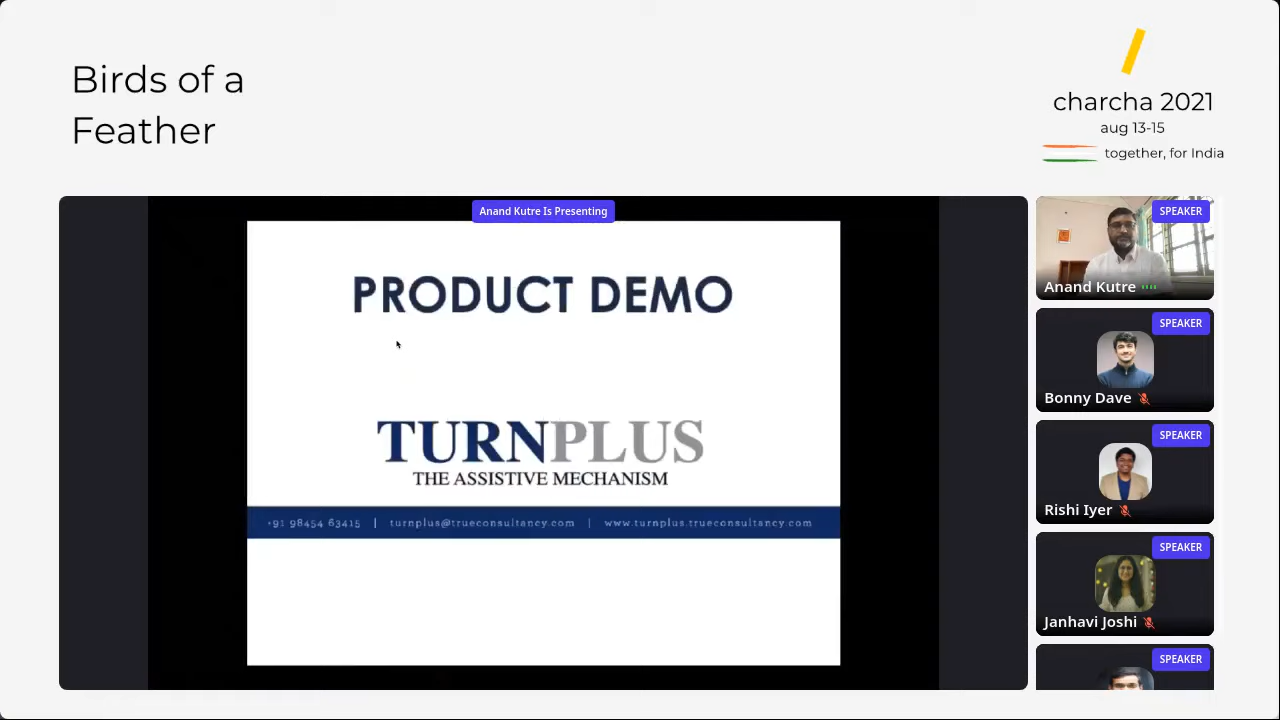 Birds of a
Feather
charcha 2021
aug 13-15
together, for India
Anand Kutre Is Presenting
PRODUCT DEMO
TURNPLUS
THE ASSISTIVE MECHANISM
+91 98454 63415 | turnplus@trueconsultancy.com | www.turnplus.trueconsultancy.com
SPEAKER
Anand Kutre
SPEAKER
Bonny Dave
SPEAKER
Rishi Iyer
SPEAKER
Janhavi Joshi
SPEAKER